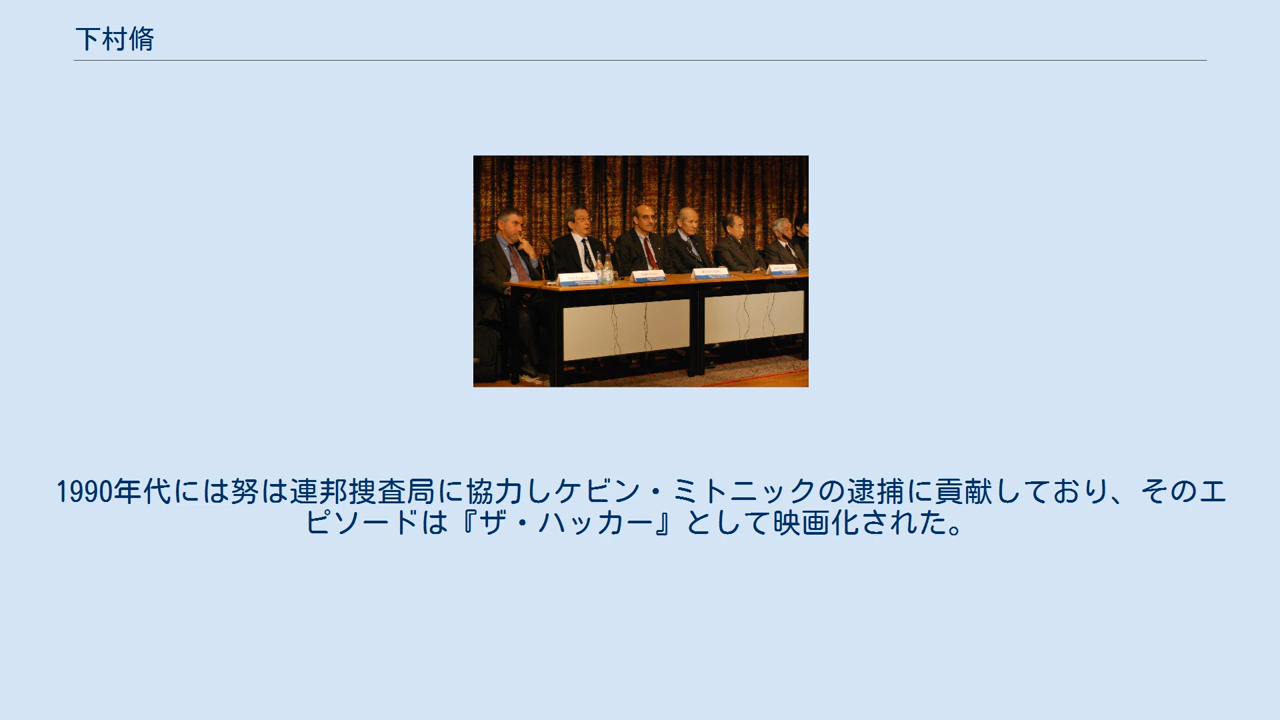 下村脩
1990年代には努は連邦捜査局に協力しケビン・ミトニックの逮捕に貢献しており、そのエ
ピソードは『ザ・ハッカー』として映画化された。